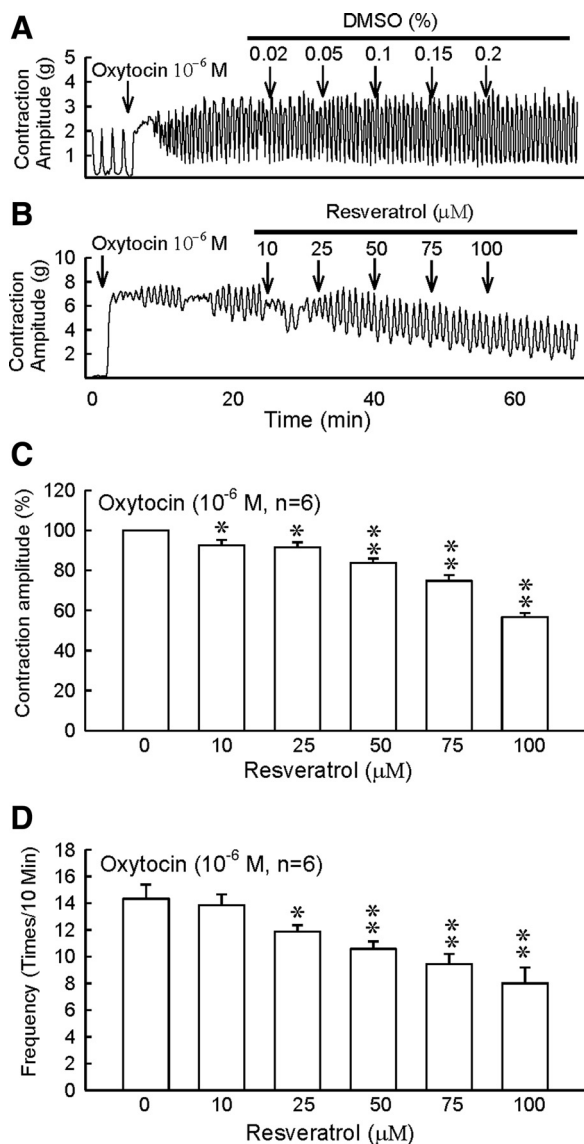 A
DMSO (%)
0.02 0.05 0.1 0.15 0.2
Oxytocin 10⁻⁶ M
Contraction
Ampitude (g)
5
4
3
2
1
B
Resveratrol (μM)
Oxytocin 10⁻⁶ M
10 25 50 75 100
Contraction
Amplitude (g)
10
8
6
4
2
0 20 40 60
Time (min)
C
Oxytocin (10⁻⁶ M, n=6)
Contraction amplitude (%)
120
100
80
60
40
20
0
* * ** ** **
0 10 25 50 75 100
Resveratrol (μM)
D
Oxytocin (10⁻⁶ M, n=6)
Frequency (Times/10 Min)
18
16
14
12
10
8
6
4
2
0
* ** ** **
0 10 25 50 75 100
Resveratrol (μM)